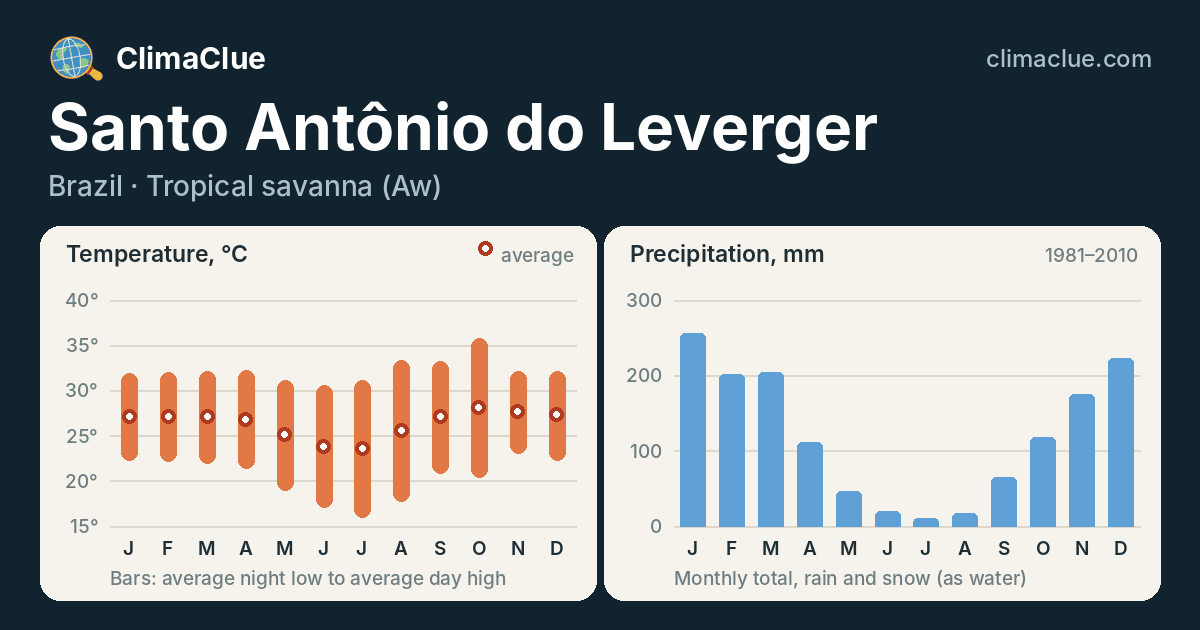 ClimaClue
climaclue.com
Santo Antônio do Leverger
Brazil · Tropical savanna (Aw)
Temperature, °C
average
40°
35°
30°
25°
20°
15°
J F M A M J J A S O N D
Bars: average night low to average day high
Precipitation, mm
1981–2010
300
200
100
0
J F M A M J J A S O N D
Monthly total, rain and snow (as water)